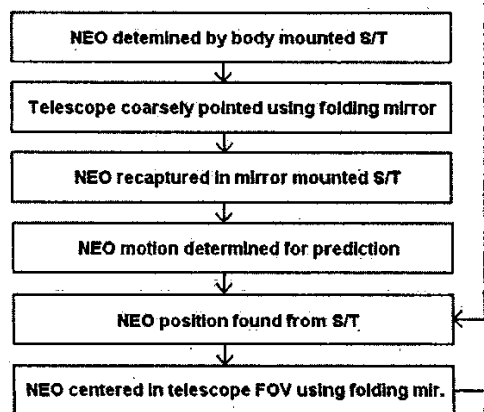 NEO detemined by body mounted S/T
Telescope coarsely pointed using folding mirror
NEO recaptured in mirror mounted S/T
NEO motion determined for prediction
NEO position found from S/T
NEO centered in telescope FOV using folding mir.